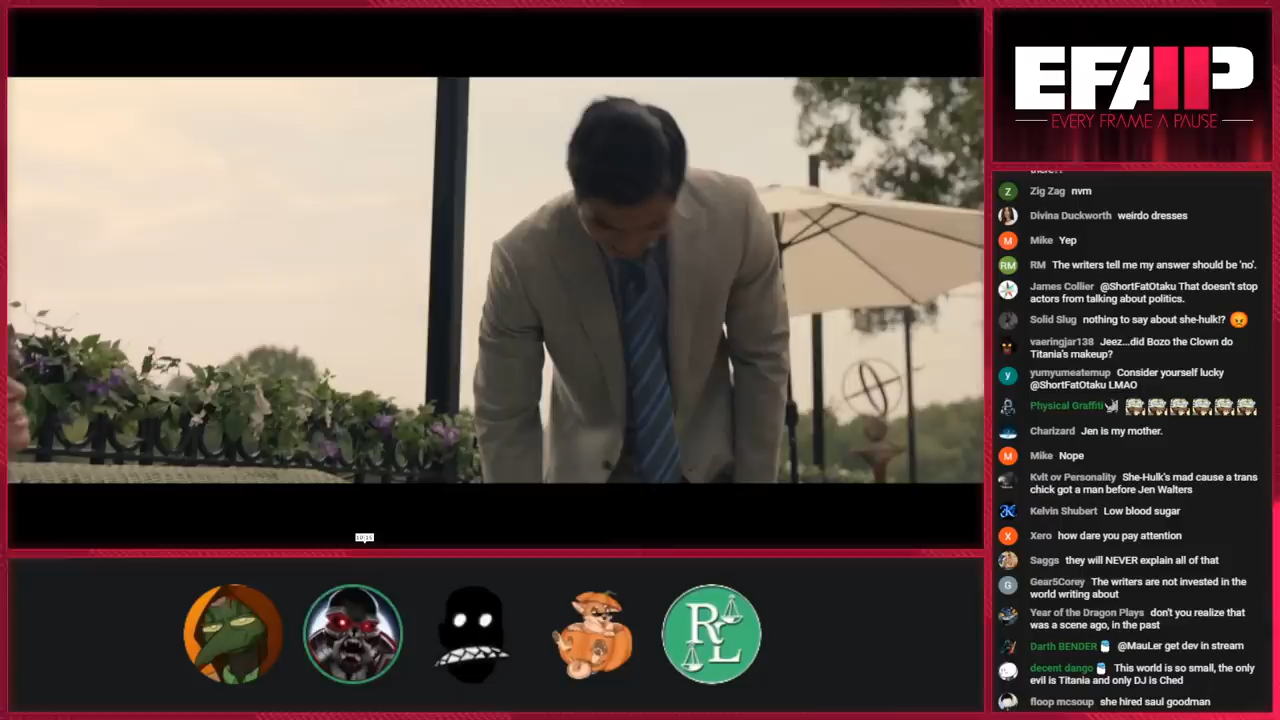 EFAP
EVERY FRAME A PAUSE
there??
Z Zig Zag nvm
Divina Duckworth weirdo dresses
M Mike Yep
RM RM The writers tell me my answer should be 'no'.
James Collier @ShortFatOtaku That doesn't stop
actors from talking about politics.
Solid Slug nothing to say about she-hulk!? 😡
vaeringjar138 Jeez...did Bozo the Clown do
Titania's makeup?
y yumyumeatemup Consider yourself lucky
@ShortFatOtaku LMAO
Physical Graffiti
Charizard Jen is my mother.
M Mike Nope
Kvlt ov Personality She-Hulk's mad cause a trans
chick got a man before Jen Walters
Kelvin Shubert Low blood sugar
X Xero how dare you pay attention
Saggs they will NEVER explain all of that
G Gear5Corey The writers are not invested in the
world writing about
Year of the Dragon Plays don't you realize that
was a scene ago, in the past
Darth BENDER @MauLer get dev in stream
decent dango This world is so small, the only
evil is Titania and only DJ is Ched
floop mcsoup she hired saul goodman
RL